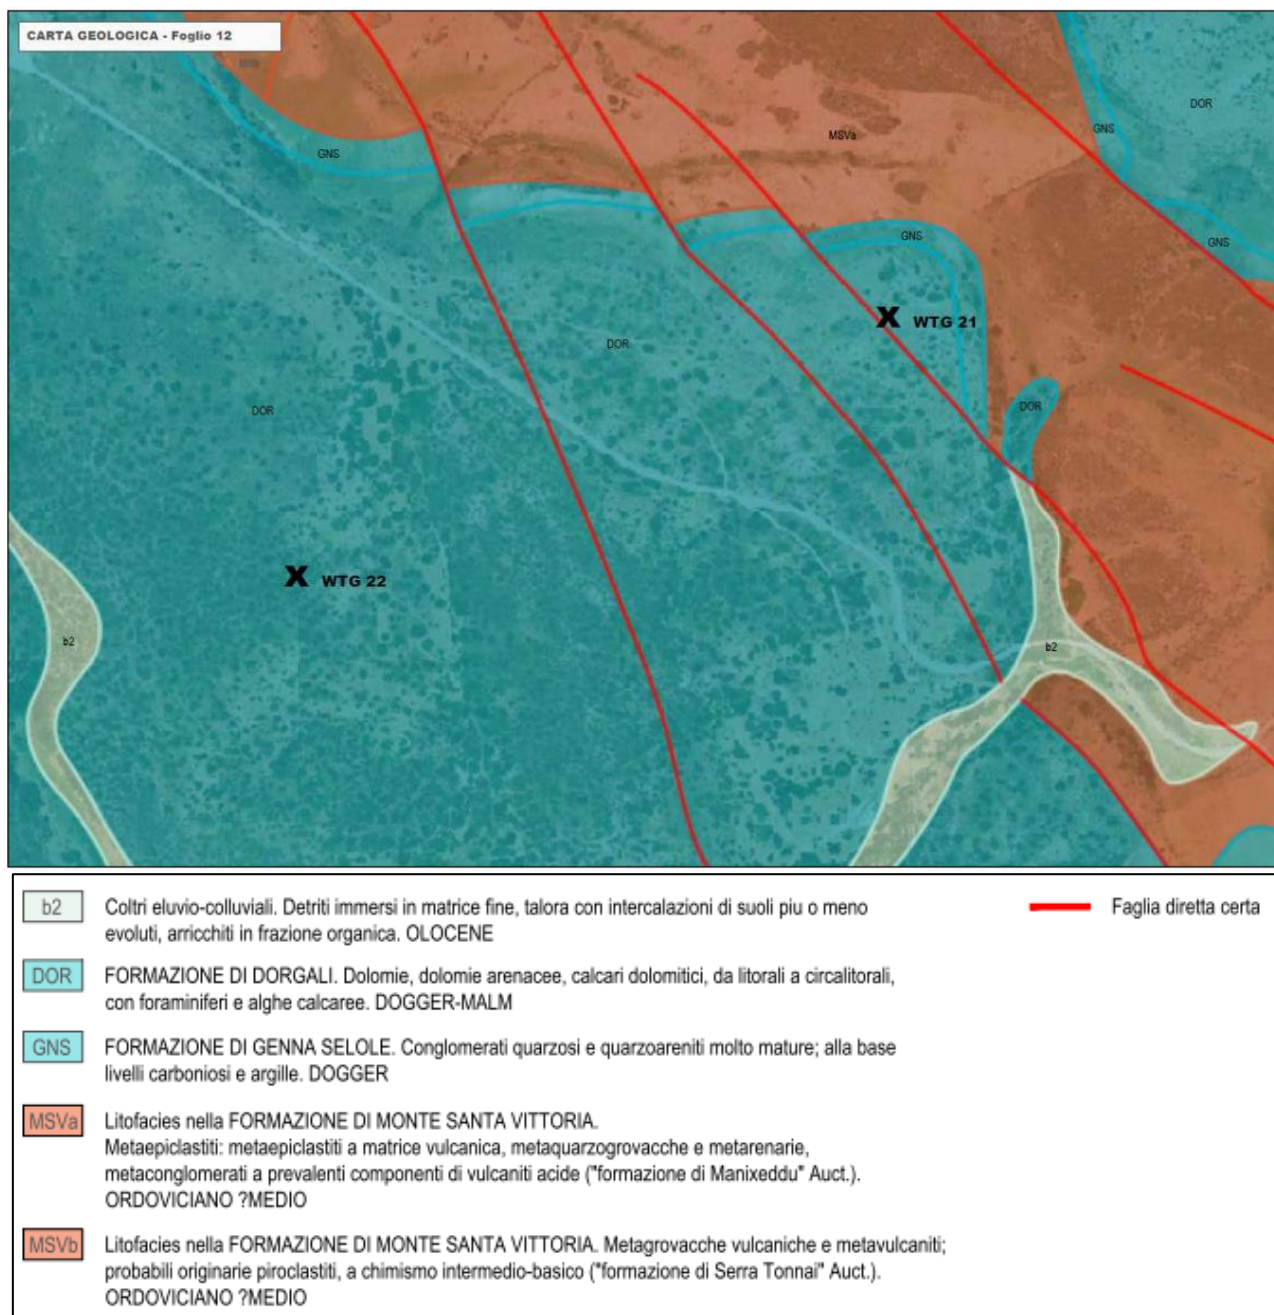 CARTA GEOLOGICA - Foglio 12
DOR
MSVa
GNS
GNS
GNS
GNS
WTG 21
DOR
DOR
DOR
WTG 22
b2
b2
b2 Coltri eluvio-colluviali. Detriti immersi in matrice fine, talora con intercalazioni di suoli piu o meno
evoluti, arricchiti in frazione organica. OLOCENE
Faglia diretta certa
DOR FORMAZIONE DI DORGALI. Dolomie, dolomie arenacee, calcari dolomitici, da litorali a circalitorali,
con foraminiferi e alghe calcaree. DOGGER-MALM
GNS FORMAZIONE DI GENNA SELOLE. Conglomerati quarzosi e quarzoareniti molto mature; alla base
livelli carboniosi e argille. DOGGER
MSVa Litofacies nella FORMAZIONE DI MONTE SANTA VITTORIA.
Metaepiclastiti: metaepiclastiti a matrice vulcanica, metaquarzogrovacche e metarenarie,
metaconglomerati a prevalenti componenti di vulcaniti acide ("formazione di Manixeddu" Auct.).
ORDOVICIANO ?MEDIO
MSVb Litofacies nella FORMAZIONE DI MONTE SANTA VITTORIA. Metagrovacche vulcaniche e metavulcaniti;
probabili originarie piroclastiti, a chimismo intermedio-basico ("formazione di Serra Tonnai" Auct.).
ORDOVICIANO ?MEDIO